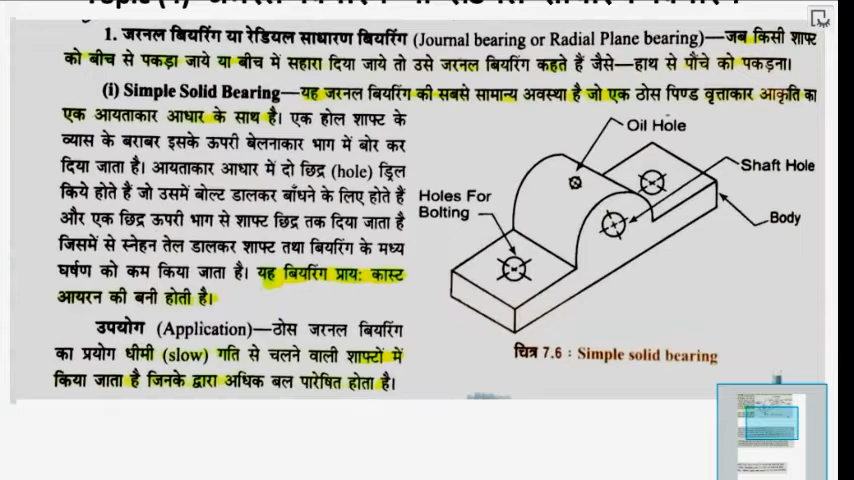 1. जरनल बियरिंग या रेडियल साधारण बियरिंग (Journal bearing or Radial Plane bearing)—जब किसी शाफ्ट
को बीच से पकड़ा जाये या बीच में सहारा दिया जाये तो उसे जरनल बियरिंग कहते हैं जैसे—हाथ से पौंचे को पकड़ना।
(i) Simple Solid Bearing—यह जरनल बियरिंग की सबसे सामान्य अवस्था है जो एक ठोस पिण्ड वृत्ताकार आकृति का
एक आयताकार आधार के साथ है। एक होल शाफ्ट के
व्यास के बराबर इसके ऊपरी बेलनाकार भाग में बोर कर
दिया जाता है। आयताकार आधार में दो छिद्र (hole) ड्रिल
किये होते हैं जो उसमें बोल्ट डालकर बाँधने के लिए होते हैं
और एक छिद्र ऊपरी भाग से शाफ्ट छिद्र तक दिया जाता है
जिसमें से स्नेहन तेल डालकर शाफ्ट तथा बियरिंग के मध्य
घर्षण को कम किया जाता है। यह बियरिंग प्राय: कास्ट
आयरन की बनी होती है।
उपयोग (Application)—ठोस जरनल बियरिंग
का प्रयोग धीमी (slow) गति से चलने वाली शाफ्टों में
किया जाता है जिनके द्वारा अधिक बल पारेषित होता है।
Oil Hole
Shaft Hole
Holes For
Bolting
Body
चित्र 7.6 : Simple solid bearing